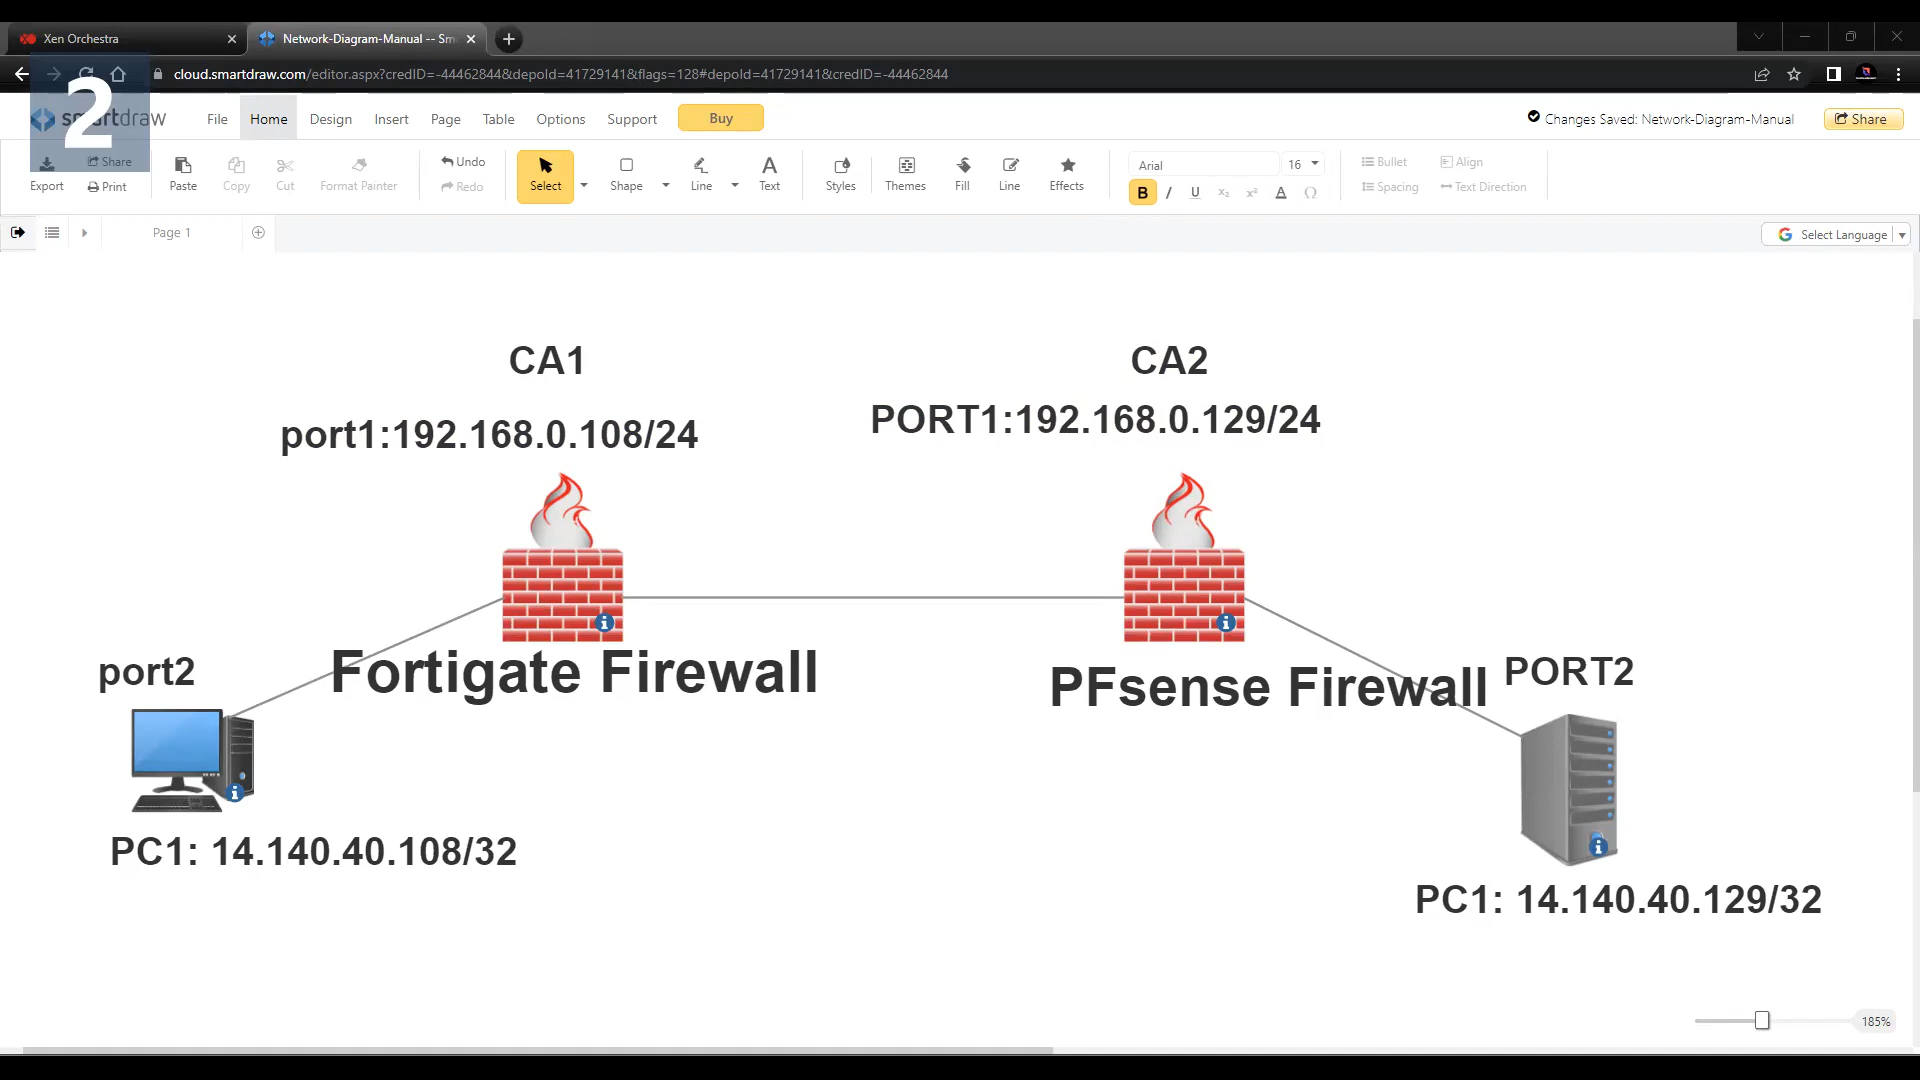 Xen Orchestra
Network-Diagram-Manual -- Sm
cloud.smartdraw.com/editor.aspx?credID=-44462844&depoId=41729141&flags=128#depoId=41729141&credID=-44462844
2
smartdraw
File
Home
Design
Insert
Page
Table
Options
Support
Buy
Changes Saved: Network-Diagram-Manual
Share
Export
Share
Print
Paste
Copy
Cut
Format Painter
Undo
Redo
Select
Shape
Line
Text
Styles
Themes
Fill
Line
Effects
Arial
16
B I U x₂ x² A Ω
Bullet
Spacing
Align
Text Direction
Page 1
Select Language
CA1
CA2
port1:192.168.0.108/24
PORT1:192.168.0.129/24
Fortigate Firewall
PFsense Firewall
port2
PORT2
PC1: 14.140.40.108/32
PC1: 14.140.40.129/32
185%